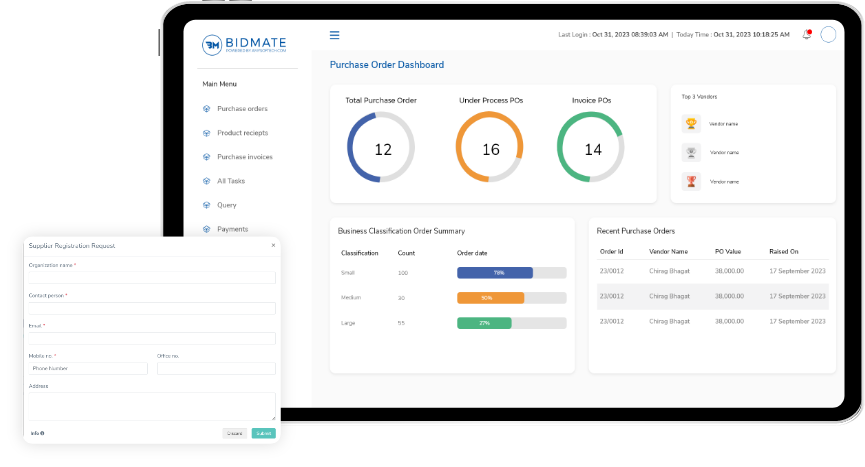 BIDMATE
Last Login : Oct 31, 2023 08:39:03 AM | Today Time : Oct 31, 2023 10:18:25 AM
Purchase Order Dashboard
Main Menu
Purchase orders
Product reciepts
Purchase invoices
All Tasks
Query
Payments
Total Purchase Order
Under Process POs
Invoice POs
12
16
14
Top 3 Vendors
Vendor name
Vendor name
Vendor name
Business Classification Order Summary
Classification Count Order date
Small 100 78%
Medium 30 50%
Large 55 27%
Recent Purchase Orders
Order Id Vendor Name PO Value Raised On
23/0012 Chirag Bhagat 38,000.00 17 September 2023
23/0012 Chirag Bhagat 38,000.00 17 September 2023
23/0012 Chirag Bhagat 38,000.00 17 September 2023
Supplier Registration Request ×
Organization name *
Contact person *
Email *
Mobile no. * Office no.
Phone Number
Address
Info
Discard Submit